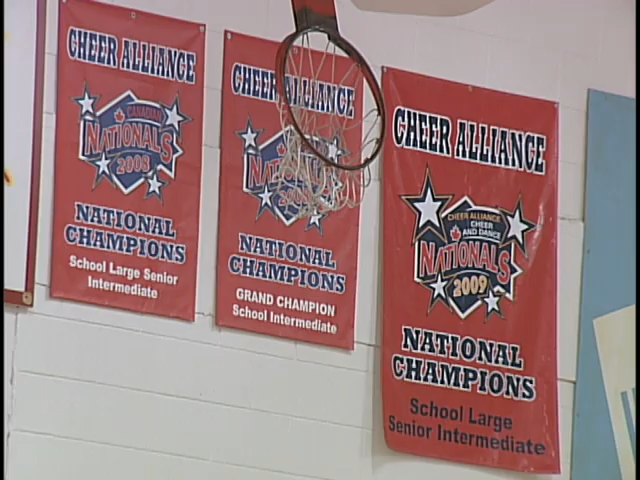 CHEER ALLIANCE
CANADIAN
NATIONALS
2008
NATIONAL
CHAMPIONS
School Large Senior
Intermediate
CHEER ALLIANCE
NATIONALS
NATIONAL
CHAMPIONS
GRAND CHAMPION
School Intermediate
CHEER ALLIANCE
CHEER ALLIANCE
CHEER
AND DANCE
NATIONALS
2009
NATIONAL
CHAMPIONS
School Large
Senior Intermediate